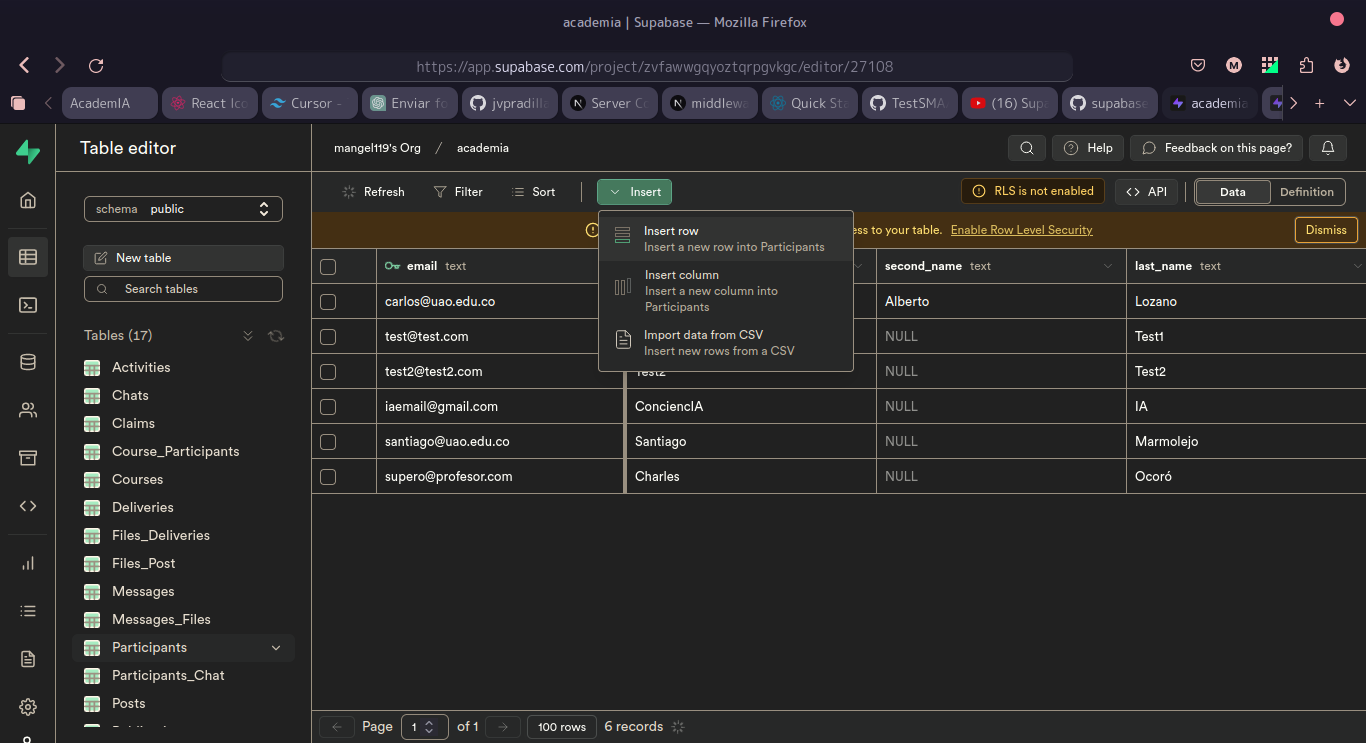 academia | Supabase — Mozilla Firefox
https://app.supabase.com/project/zvfawwgqyoztqrpgvkgc/editor/27108
M
AcademIA
React Ico
Cursor -
Enviar fo
jvpradilla
Server Co
middlewa
Quick Sta
TestSMA
(16) Supa
supabase
academia
Table editor
mangel119's Org / academia
Help
Feedback on this page?
schema public
Refresh
Filter
Sort
Insert
RLS is not enabled
API
Data
Definition
ess to your table. Enable Row Level Security
Dismiss
Insert row
Insert a new row into Participants
Insert column
Insert a new column into
Participants
Import data from CSV
Insert new rows from a CSV
New table
Search tables
Tables (17)
Activities
Chats
Claims
Course_Participants
Courses
Deliveries
Files_Deliveries
Files_Post
Messages
Messages_Files
Participants
Participants_Chat
Posts
email text
second_name text
last_name text
carlos@uao.edu.co Alberto Lozano
test@test.com NULL Test1
test2@test2.com Test2 NULL Test2
iaemail@gmail.com ConciencIA NULL IA
santiago@uao.edu.co Santiago NULL Marmolejo
supero@profesor.com Charles NULL Ocoró
Page 1 of 1 100 rows 6 records